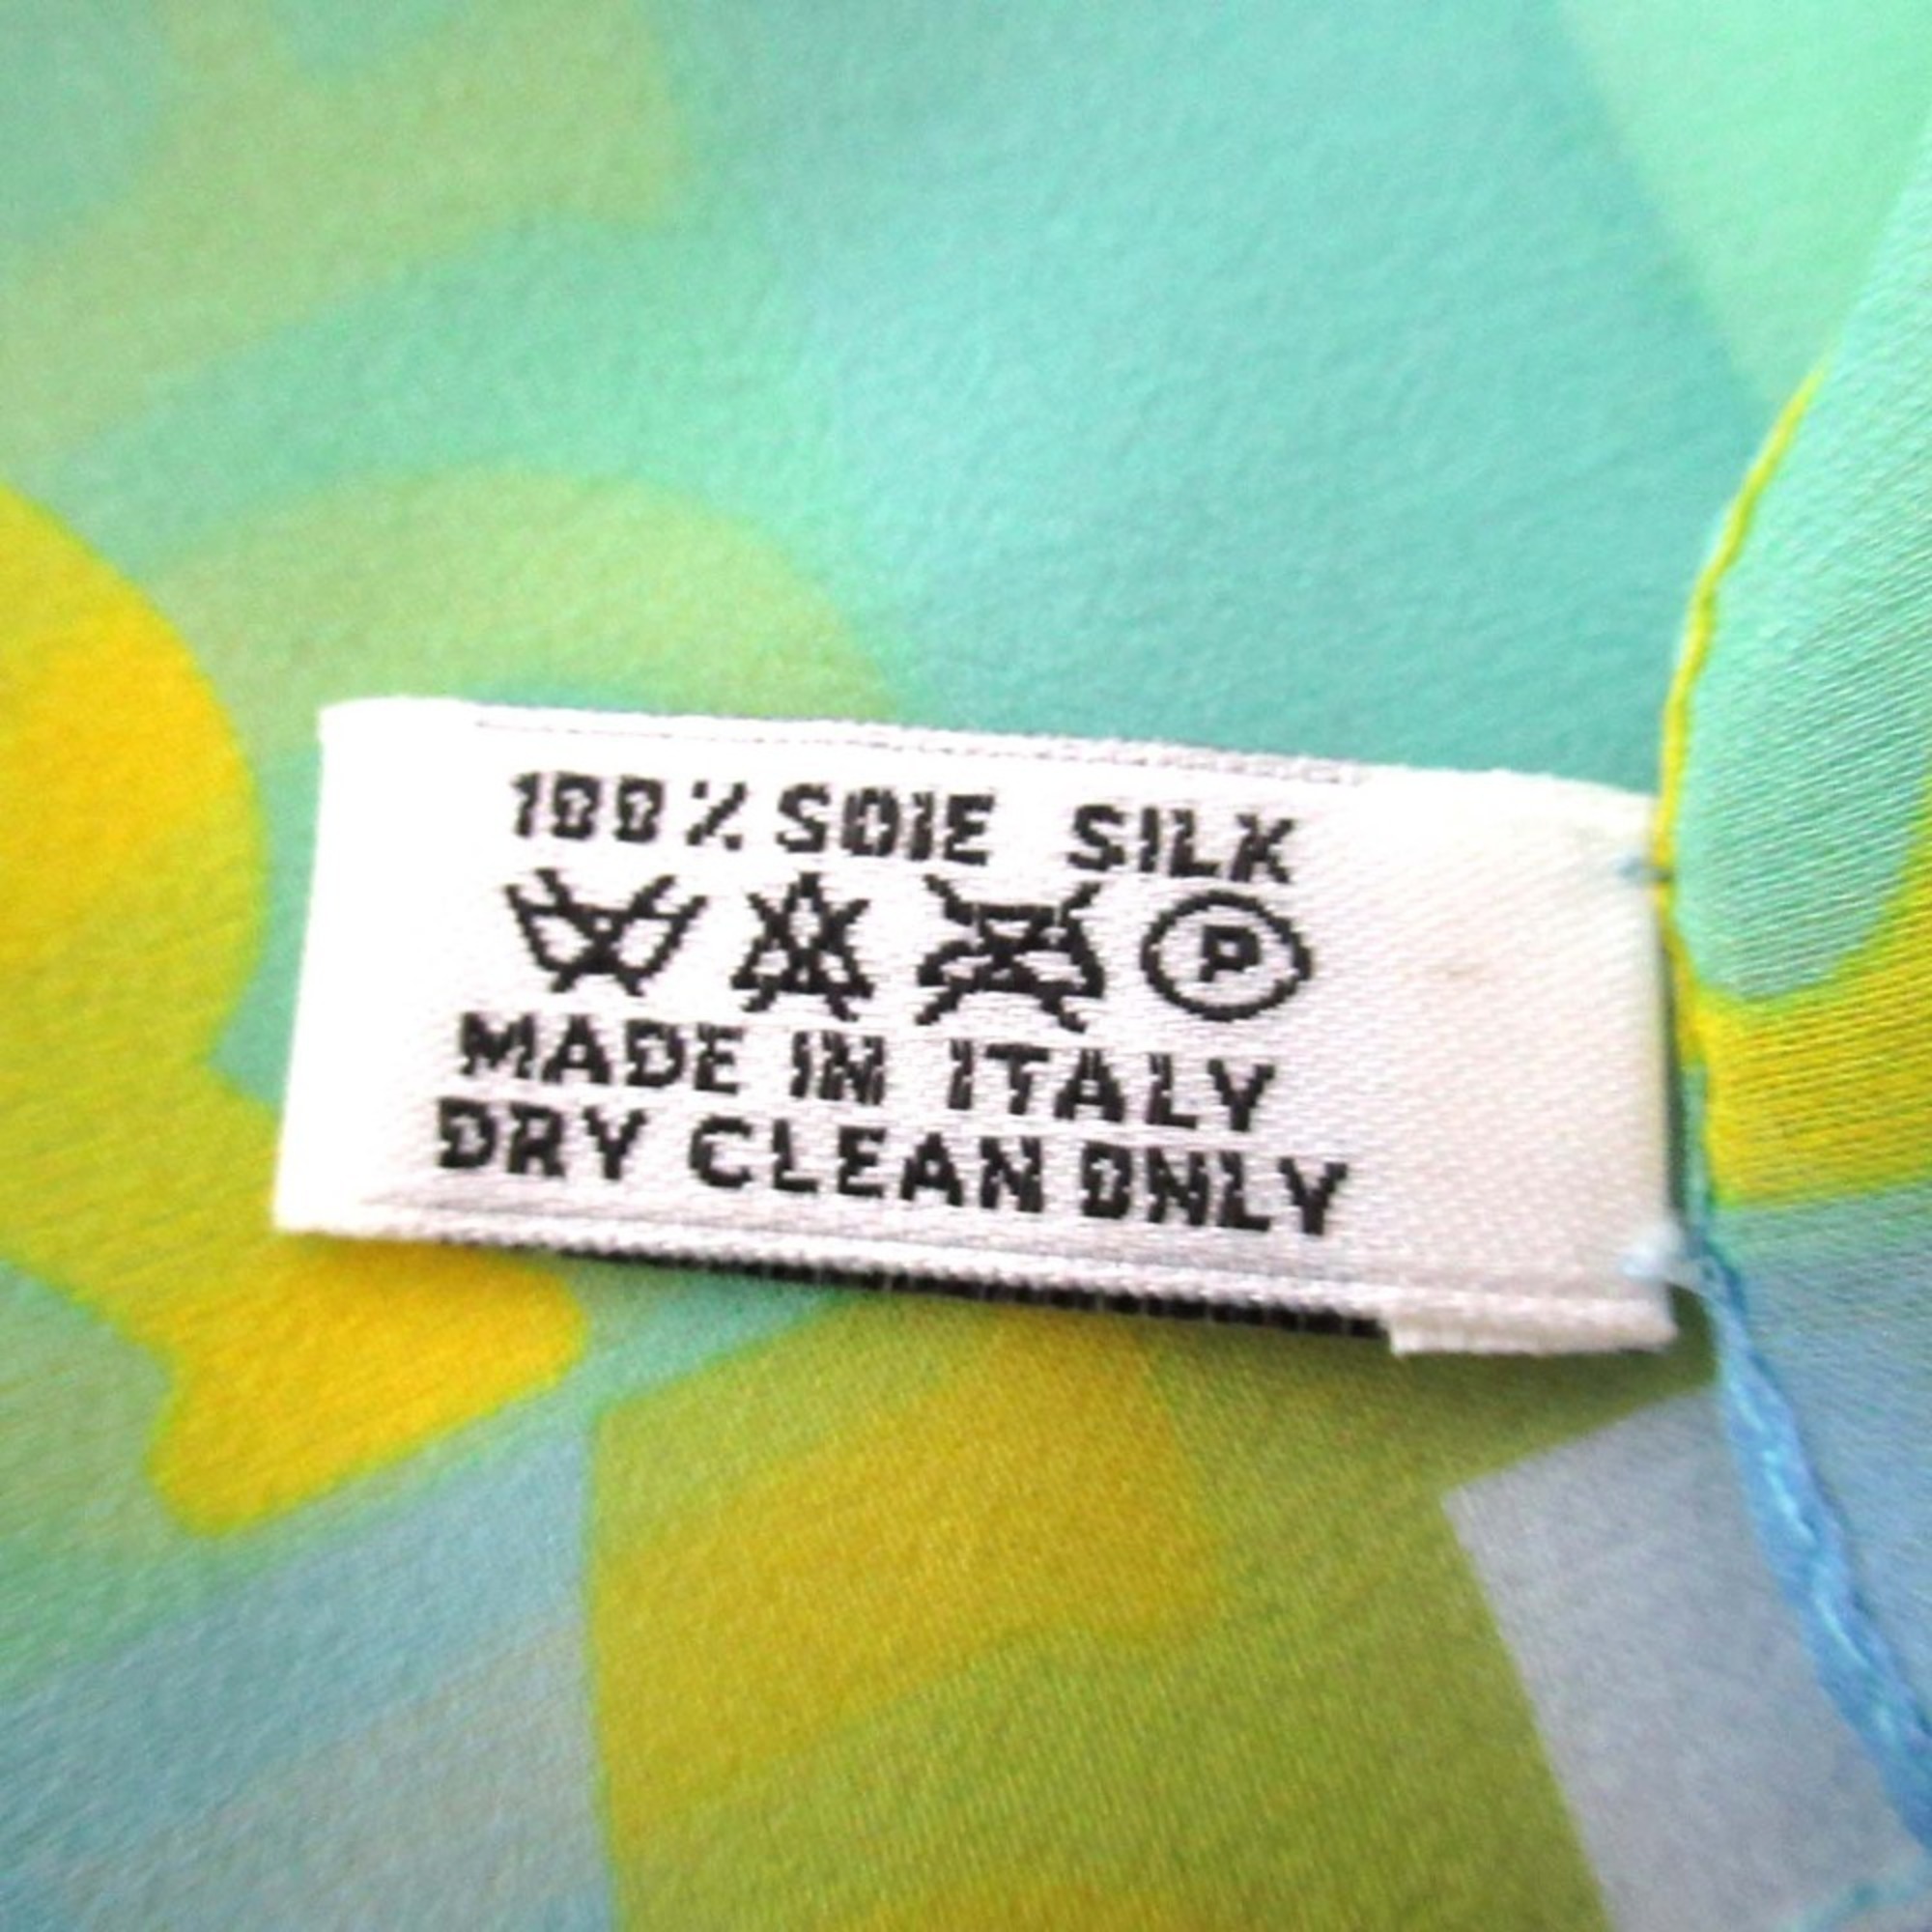 100% SOIE SILK
P
MADE IN ITALY
DRY CLEAN ONLY